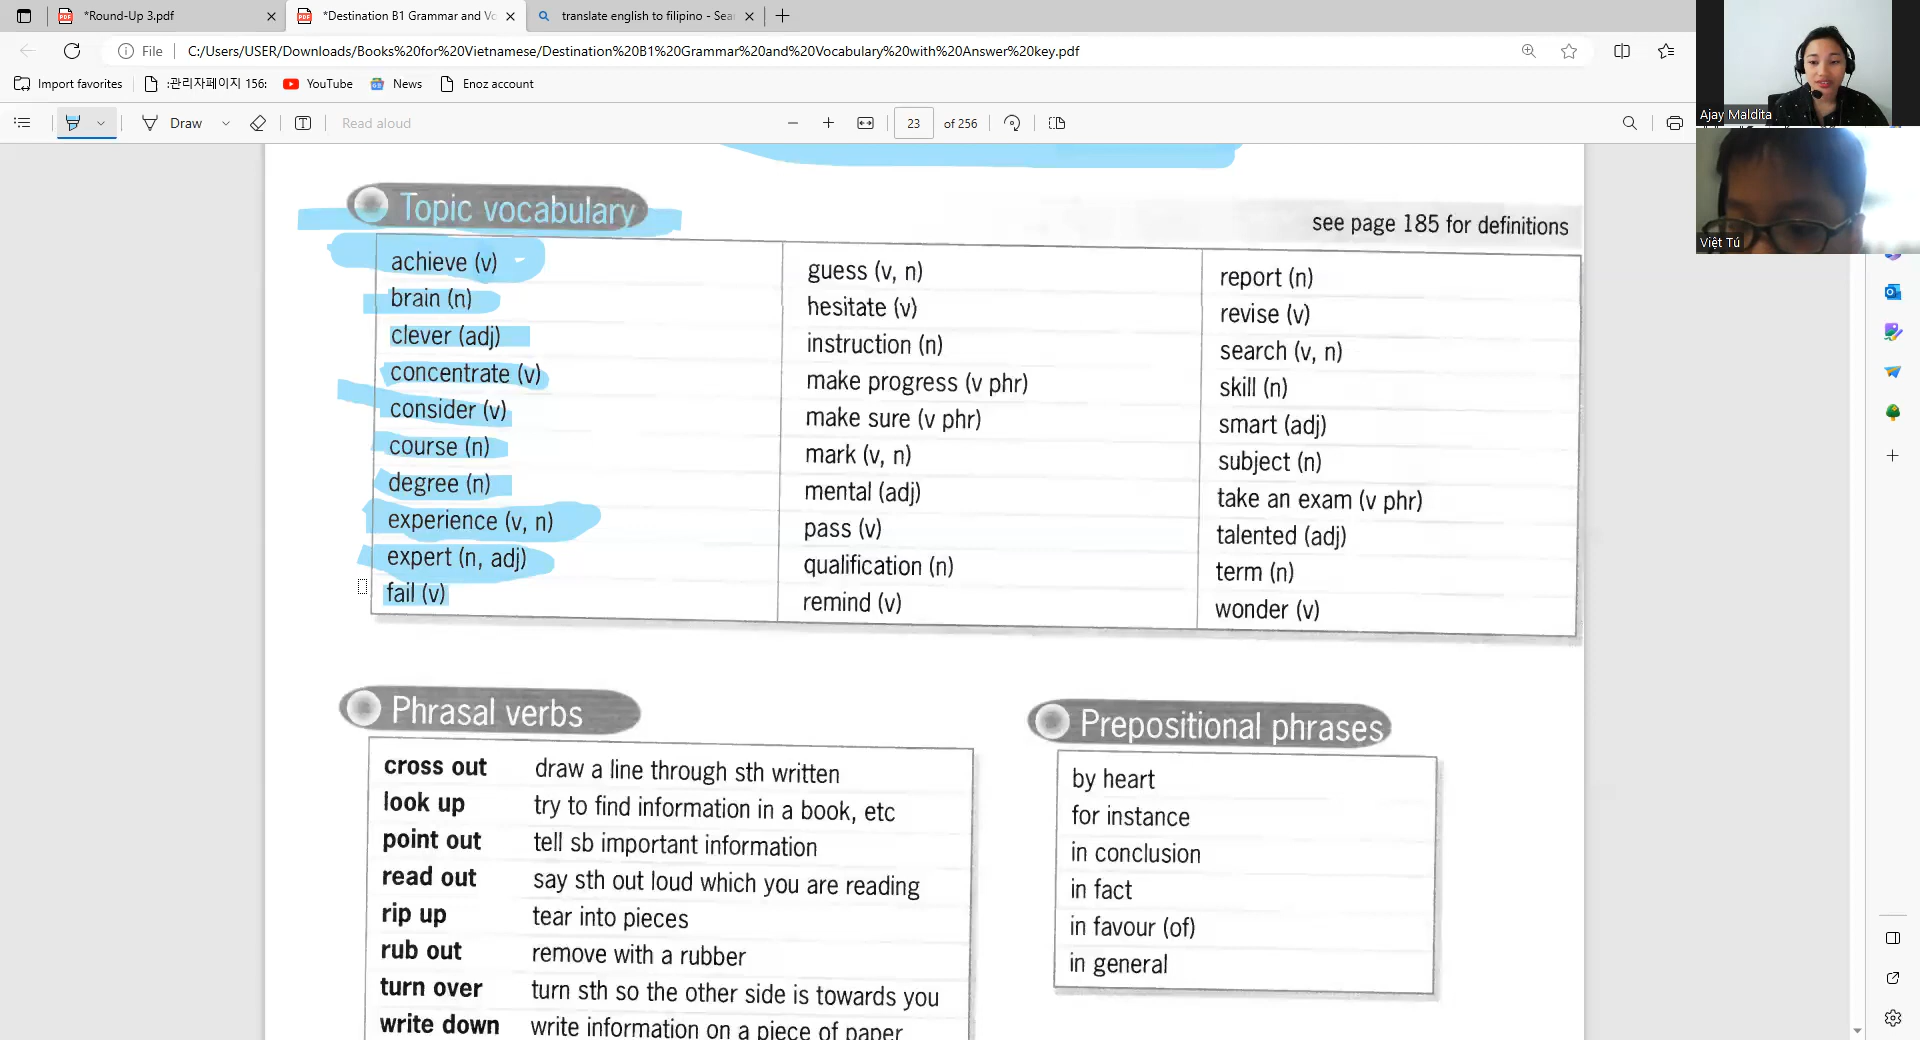 *Round-Up 3.pdf
*Destination B1 Grammar and Vo
translate english to filipino - Sear
File
C:/Users/USER/Downloads/Books%20for%20Vietnamese/Destination%20B1%20Grammar%20and%20Vocabulary%20with%20Answer%20key.pdf
Import favorites
:관리자페이지 156:
YouTube
News
Enoz account
Draw
Read aloud
23
of 256
Ajay Maldita
Việt Tú
Topic vocabulary
see page 185 for definitions
achieve (v)
brain (n)
clever (adj)
concentrate (v)
consider (v)
course (n)
degree (n)
experience (v, n)
expert (n, adj)
fail (v)
guess (v, n)
hesitate (v)
instruction (n)
make progress (v phr)
make sure (v phr)
mark (v, n)
mental (adj)
pass (v)
qualification (n)
remind (v)
report (n)
revise (v)
search (v, n)
skill (n)
smart (adj)
subject (n)
take an exam (v phr)
talented (adj)
term (n)
wonder (v)
Phrasal verbs
cross out draw a line through sth written
look up try to find information in a book, etc
point out tell sb important information
read out say sth out loud which you are reading
rip up tear into pieces
rub out remove with a rubber
turn over turn sth so the other side is towards you
write down write information on a piece of paper
Prepositional phrases
by heart
for instance
in conclusion
in fact
in favour (of)
in general